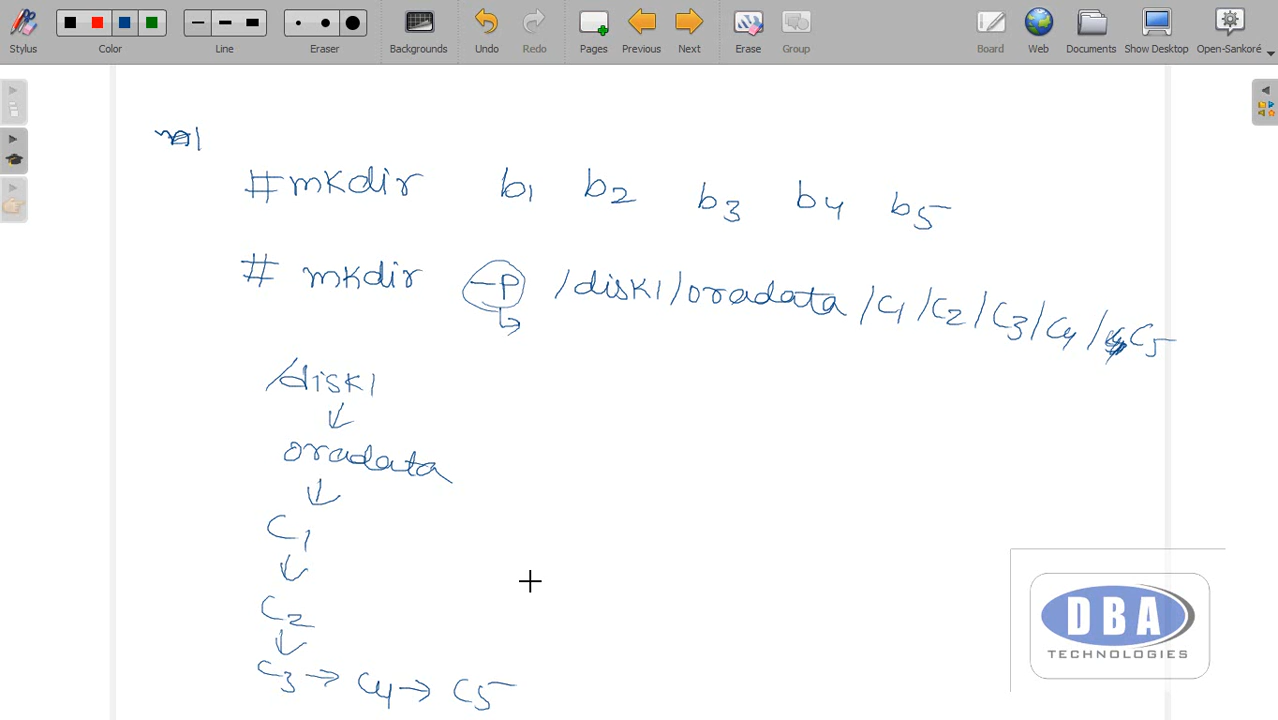 Stylus Color Line Eraser Backgrounds Undo Redo Pages Previous Next Erase Group Board Web Documents Show Desktop Open-Sankoré
#mkdir b1 b2 b3 b4 b5
# mkdir -p /disk1/oradata/c1/c2/c3/c4/c5
/disk1
↓
oradata
↓
c1
↓
c2
↓
c3 → c4 → c5
DBA
TECHNOLOGIES